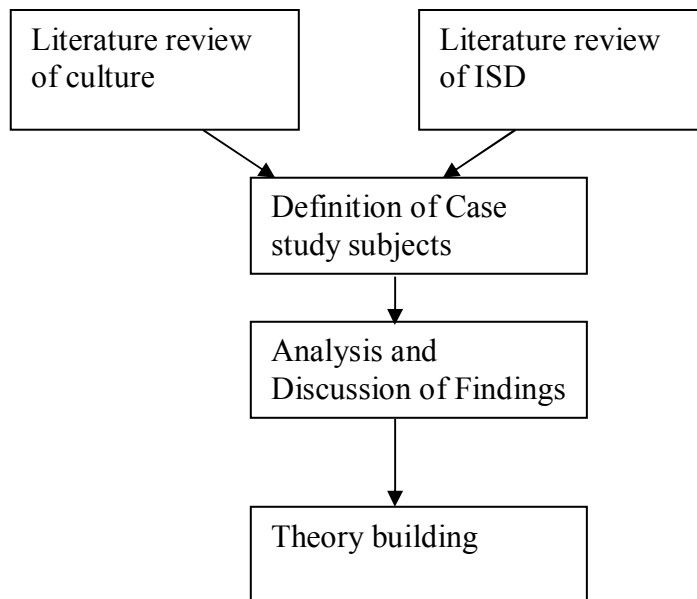 Literature review
of culture
Literature review
of ISD
Definition of Case
study subjects
Analysis and
Discussion of Findings
Theory building